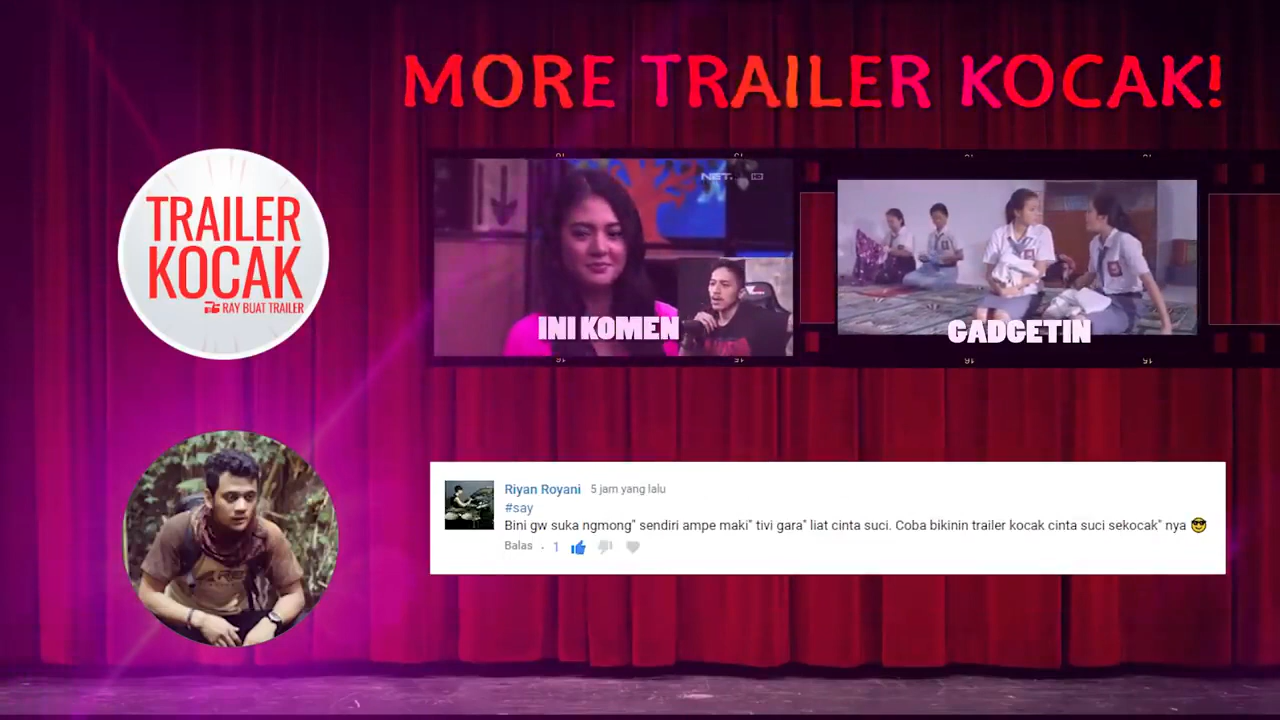 MORE TRAILER KOCAK!
TRAILER
KOCAK
RAY BUAT TRAILER
NET.
HD
INI KOMEN
GADGETIN
Riyan Royani 5 jam yang lalu
#say
Bini gw suka ngmong" sendiri ampe maki" tivi gara" liat cinta suci. Coba bikinin trailer kocak cinta suci sekocak" nya 😎
Balas . 1